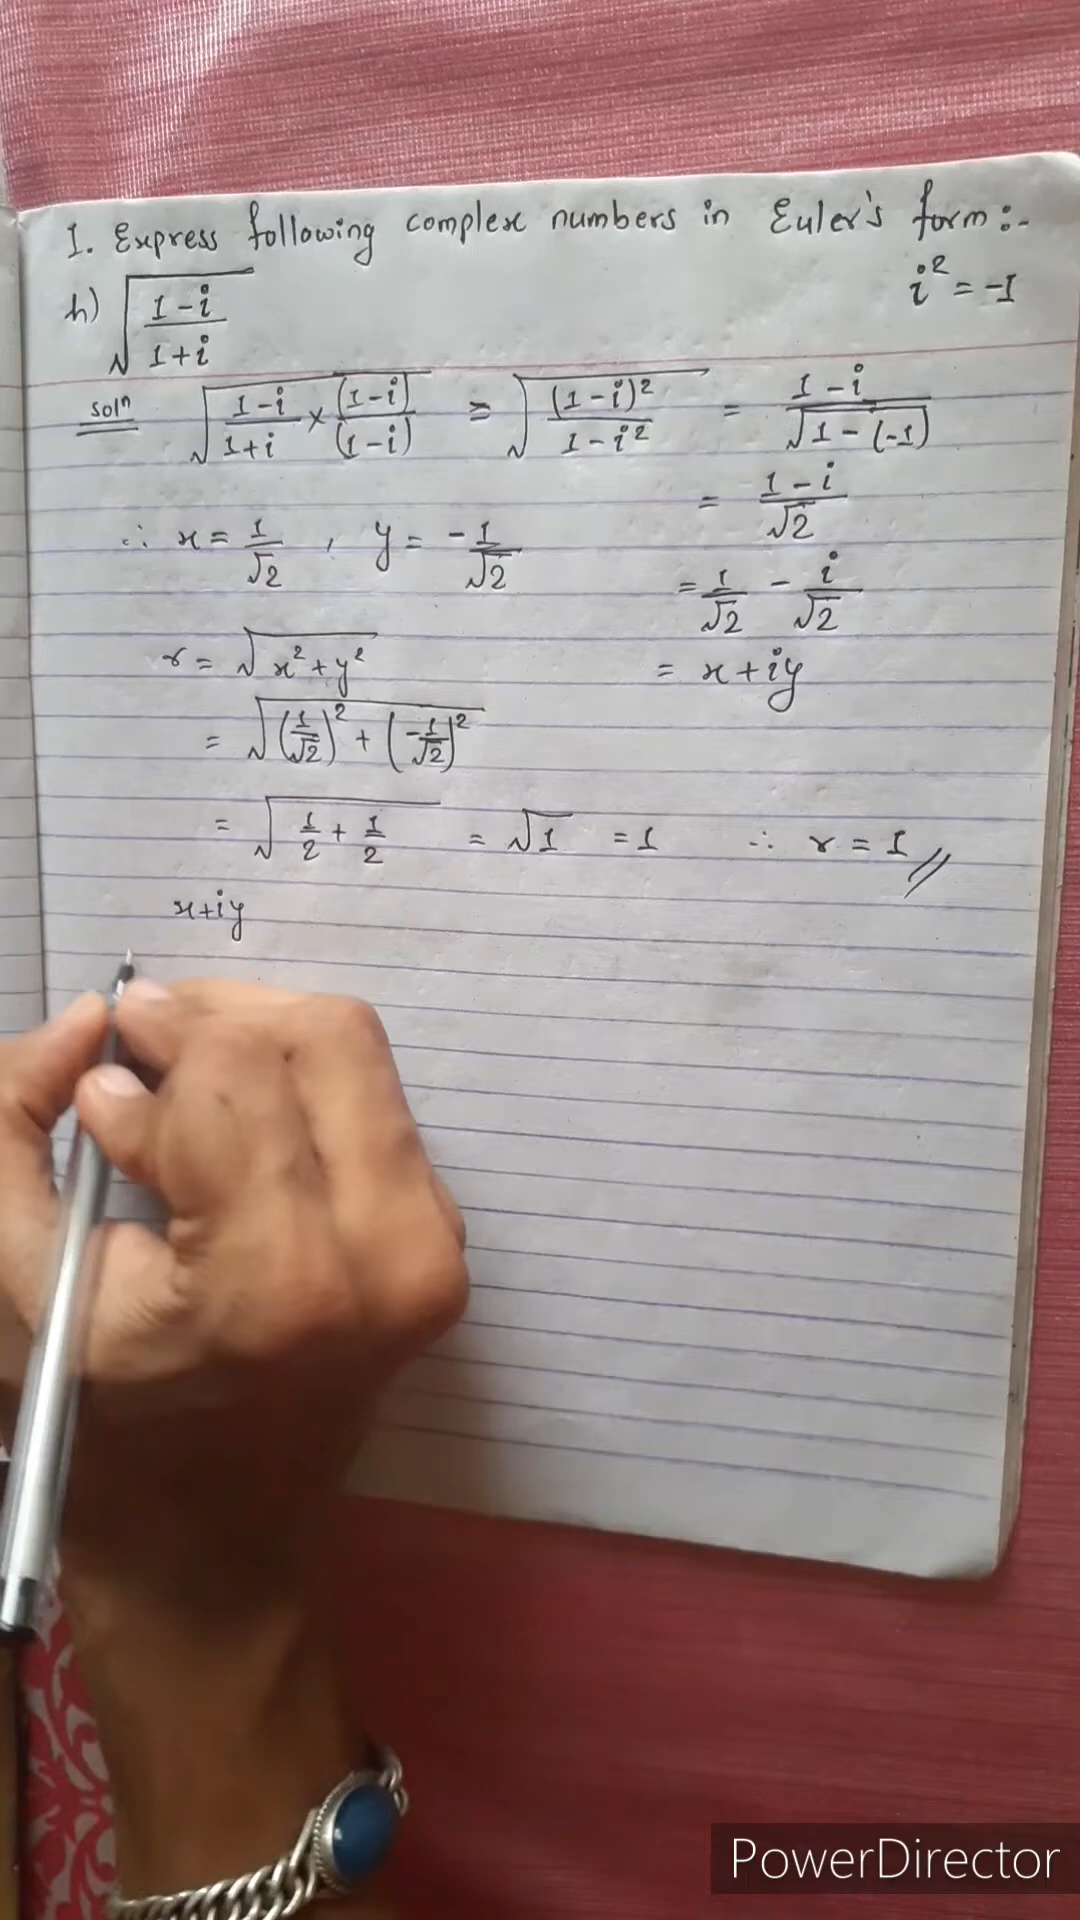 1. Express following complex numbers in Euler's form :-
h) √((1-i)/(1+i)) i² = -1
solⁿ √((1-i)/(1+i) × (1-i)/(1-i)) = √((1-i)²/(1-i²)) = (1-i)/√(1-(-1))
= (1-i)/√2
∴ x = 1/√2 , y = -1/√2
= 1/√2 - i/√2
r = √(x²+y²) = x+iy
= √((1/√2)² + (-1/√2)²)
= √(1/2 + 1/2) = √1 = 1 ∴ r = 1 //
x+iy
PowerDirector